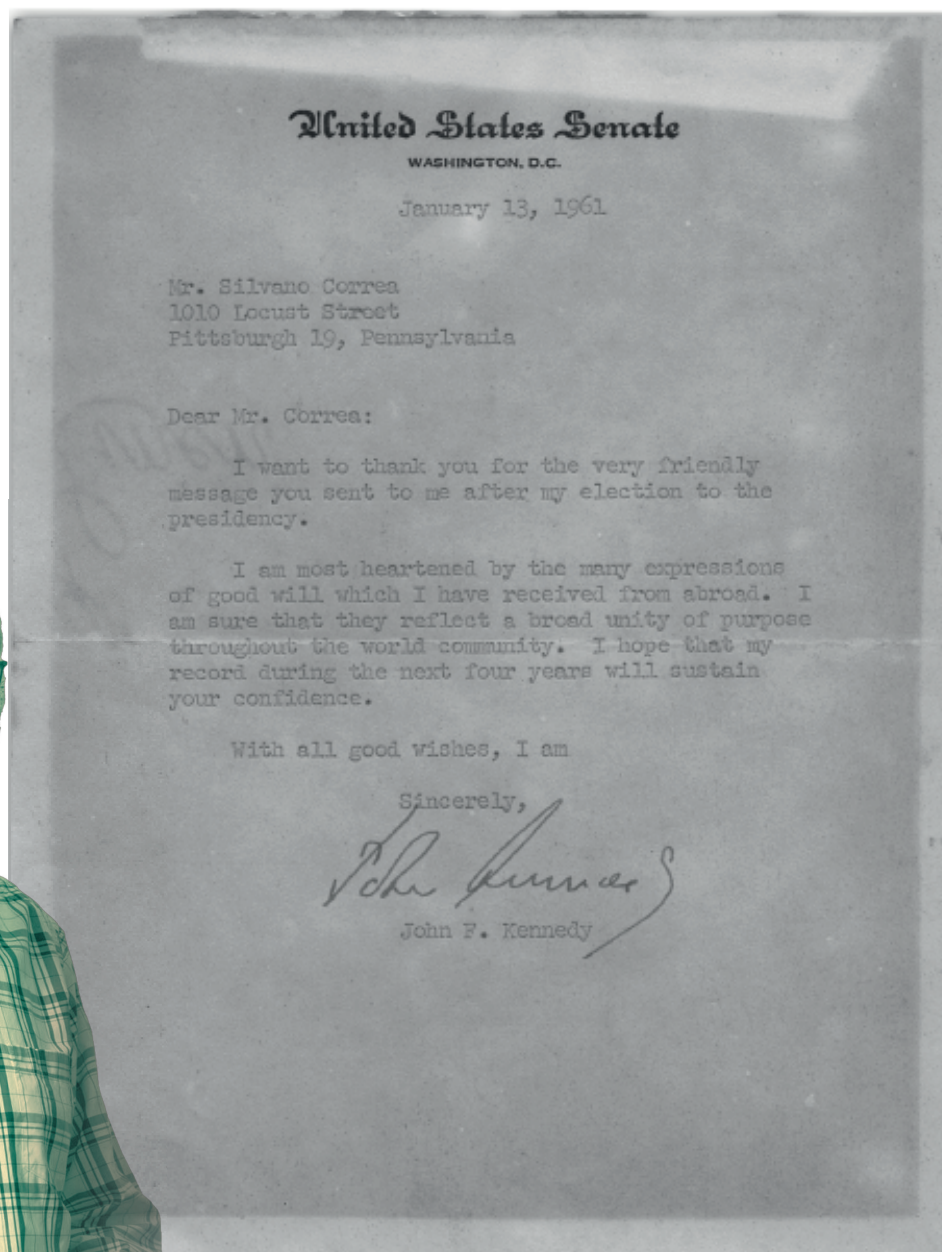 United States Senate
WASHINGTON, D.C.
January 13, 1961
Mr. Silvano Correa
1010 Locust Street
Pittsburgh 19, Pennsylvania
Dear Mr. Correa:
I want to thank you for the very friendly
message you sent to me after my election to the
presidency.
I am most heartened by the many expressions
of good will which I have received from abroad. I
am sure that they reflect a broad unity of purpose
throughout the world community. I hope that my
record during the next four years will sustain
your confidence.
With all good wishes, I am
Sincerely,
John Kennedy
John F. Kennedy